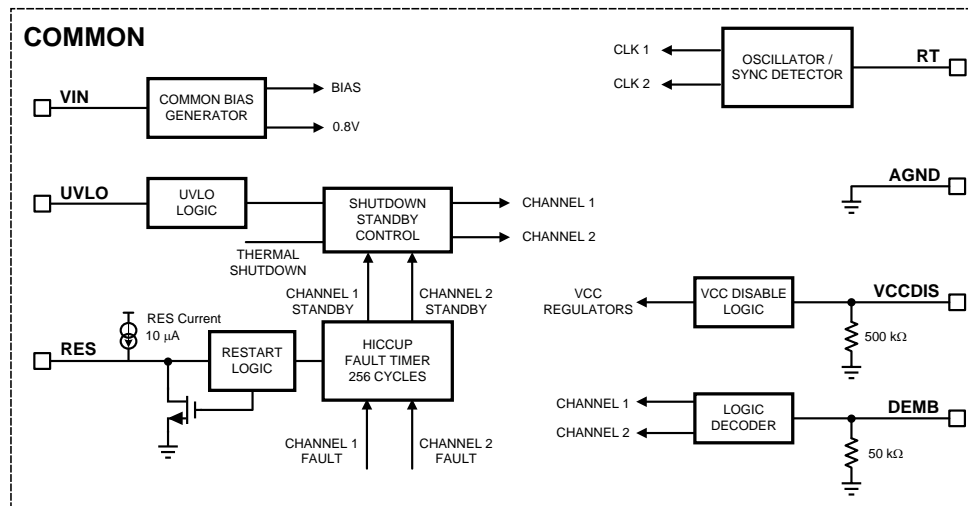 COMMON
VIN
COMMON BIAS
GENERATOR
BIAS
0.8V
CLK 1
CLK 2
OSCILLATOR /
SYNC DETECTOR
RT
UVLO
UVLO
LOGIC
SHUTDOWN
STANDBY
CONTROL
CHANNEL 1
CHANNEL 2
THERMAL
SHUTDOWN
AGND
CHANNEL 1
STANDBY
CHANNEL 2
STANDBY
VCC
REGULATORS
VCC DISABLE
LOGIC
VCCDIS
500 kΩ
RES Current
10 μA
RES
RESTART
LOGIC
HICCUP
FAULT TIMER
256 CYCLES
CHANNEL 1
FAULT
CHANNEL 2
FAULT
CHANNEL 1
CHANNEL 2
LOGIC
DECODER
DEMB
50 kΩ